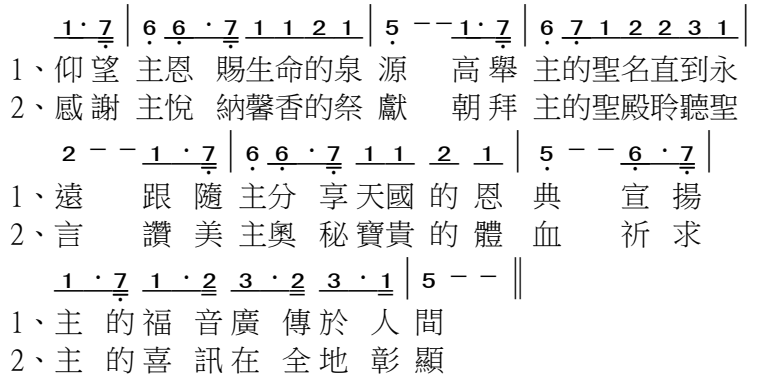 1· 7 | 6 6 · 7 1 1 2 1 | 5 – – 1· 7 | 6 7 1 2 2 3 1 |
1、仰望 主恩 賜生命的泉 源 高舉 主的聖名直到永
2、感謝 主悅 納馨香的祭 獻 朝拜 主的聖殿聆聽聖
2 – – 1 · 7 | 6 6 · 7 1 1 2 1 | 5 – – 6 · 7 |
1、遠 跟 隨 主分 享天國 的 恩 典 宣 揚
2、言 讚 美 主奧 秘寶貴 的 體 血 祈 求
1 · 7 1 · 2 3 · 2 3 · 1 | 5 – – ||
1、主 的福 音廣 傳於 人 間
2、主 的喜 訊在 全地 彰 顯